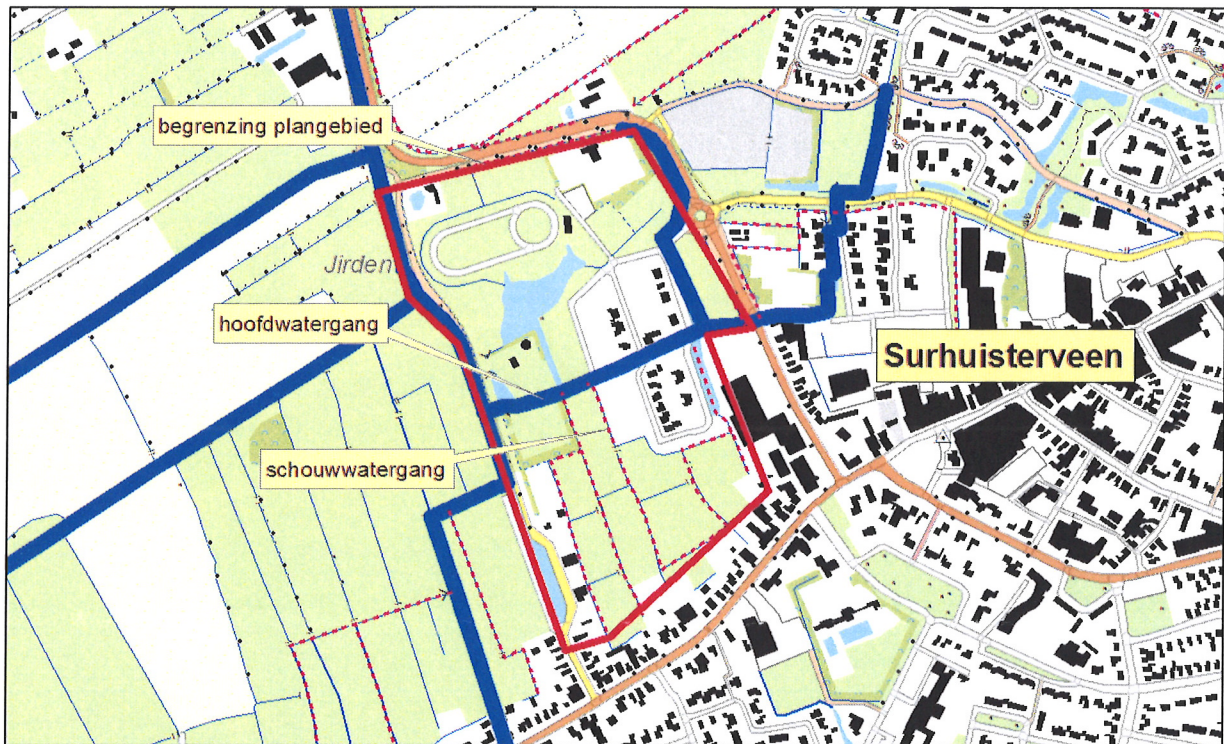 begrenzing plangebied
Jirden
hoofdwatergang
Surhuisterveen
schouwwatergang